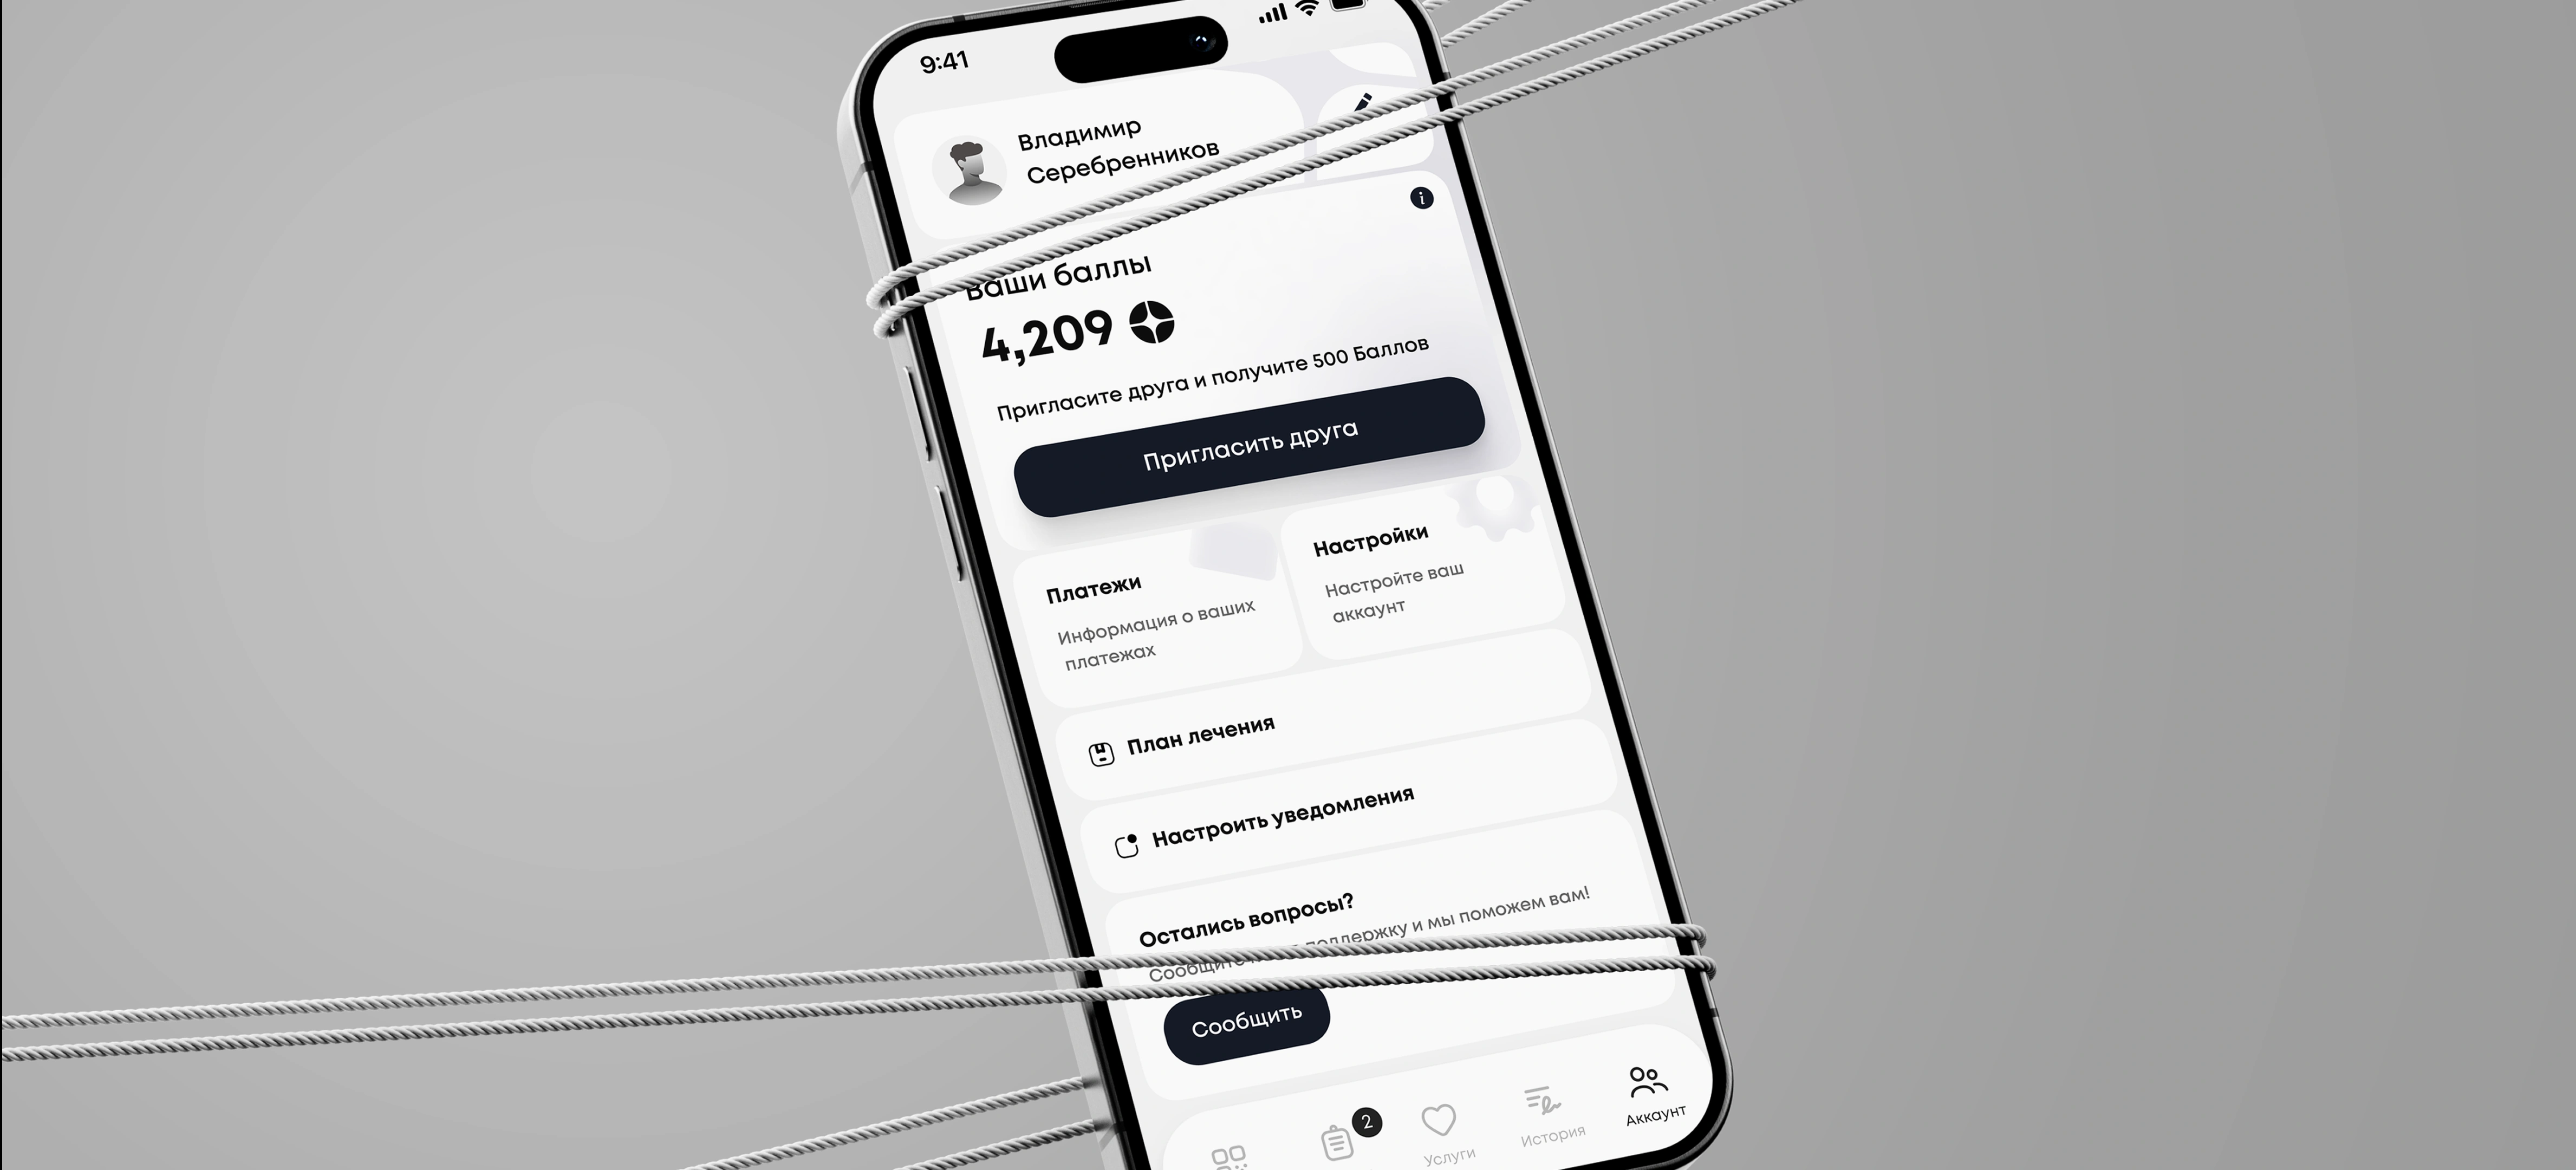 9:41
Владимир
Серебренников
Ваши баллы
4,209
Пригласите друга и получите 500 Баллов
Пригласить друга
Платежи
Информация о ваших
платежах
Настройки
Настройте ваш
аккаунт
План лечения
Настроить уведомления
Остались вопросы?
Сообщите поддержку и мы поможем вам!
Сообщить
2
Услуги
История
Аккаунт